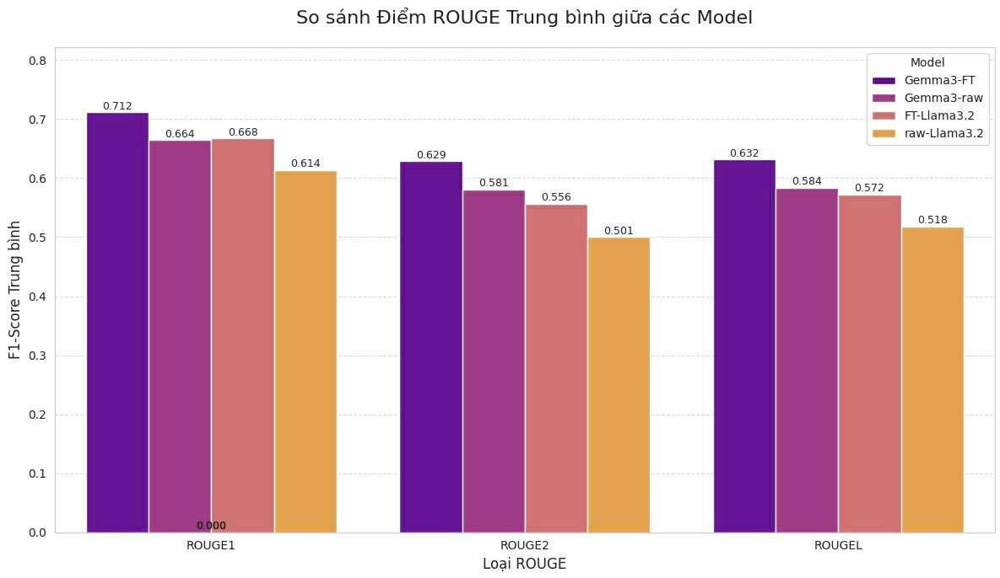 So sánh Điểm ROUGE Trung bình giữa các Model
Model
Gemma3-FT
Gemma3-raw
FT-Llama3.2
raw-Llama3.2
0.8
0.7
0.6
0.5
0.4
0.3
0.2
0.1
0.0
F1-Score Trung bình
0.712
0.664
0.668
0.614
0.000
0.629
0.581
0.556
0.501
0.632
0.584
0.572
0.518
ROUGE1
ROUGE2
ROUGEL
Loại ROUGE